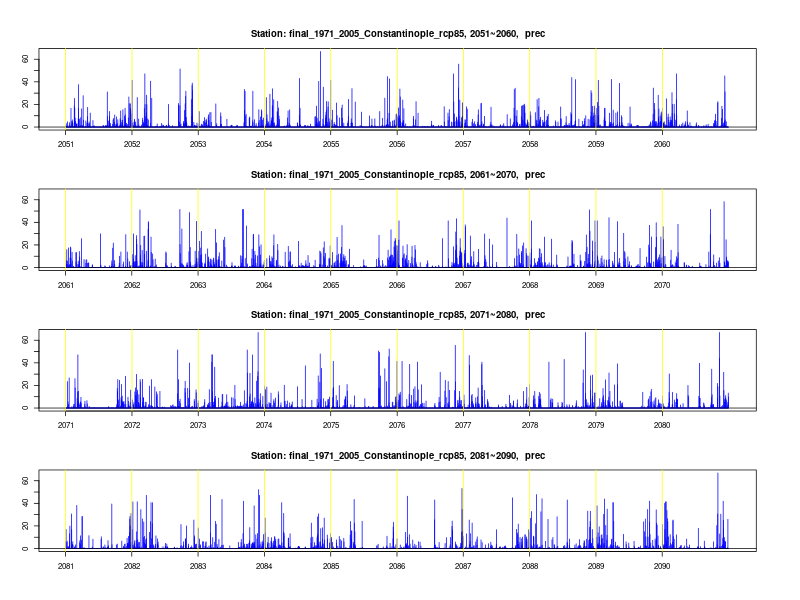 Station: final_1971_2005_Constantinople_rcp85, 2051~2060, prec
0 20 40 60
2051 2052 2053 2054 2055 2056 2057 2058 2059 2060
Station: final_1971_2005_Constantinople_rcp85, 2061~2070, prec
0 20 40 60
2061 2062 2063 2064 2065 2066 2067 2068 2069 2070
Station: final_1971_2005_Constantinople_rcp85, 2071~2080, prec
0 20 40 60
2071 2072 2073 2074 2075 2076 2077 2078 2079 2080
Station: final_1971_2005_Constantinople_rcp85, 2081~2090, prec
0 20 40 60
2081 2082 2083 2084 2085 2086 2087 2088 2089 2090